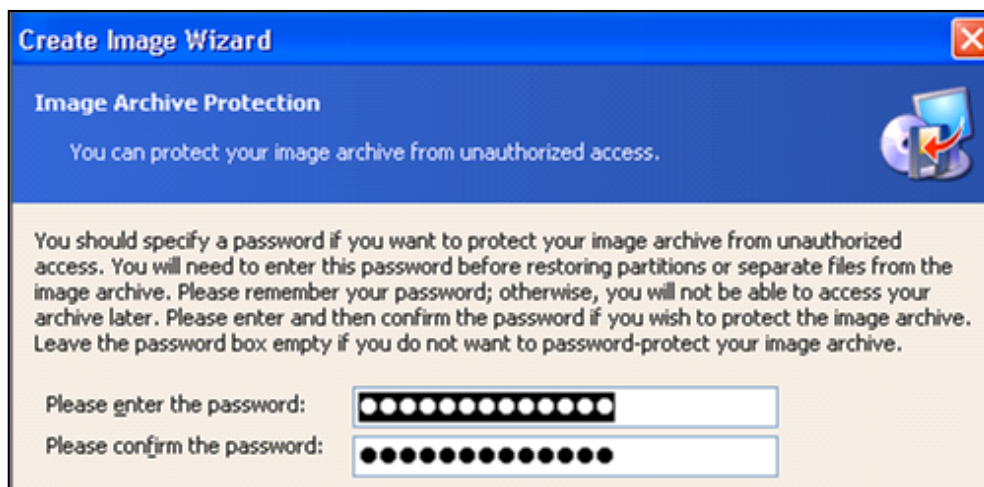 Create Image Wizard
Image Archive Protection
You can protect your image archive from unauthorized access.
You should specify a password if you want to protect your image archive from unauthorized
access. You will need to enter this password before restoring partitions or separate files from the
image archive. Please remember your password; otherwise, you will not be able to access your
archive later. Please enter and then confirm the password if you wish to protect the image archive.
Leave the password box empty if you do not want to password-protect your image archive.
Please enter the password: ●●●●●●●●●●●●●
Please confirm the password: ●●●●●●●●●●●●●